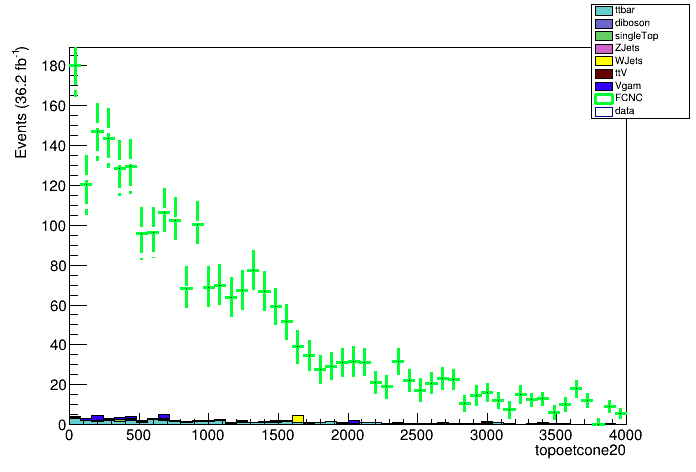 ttbar
diboson
singleTop
ZJets
WJets
ttV
Vgam
FCNC
data
Events (36.2 fb⁻¹)
180
160
140
120
100
80
60
40
20
0
0 500 1000 1500 2000 2500 3000 3500 4000
topoetcone20